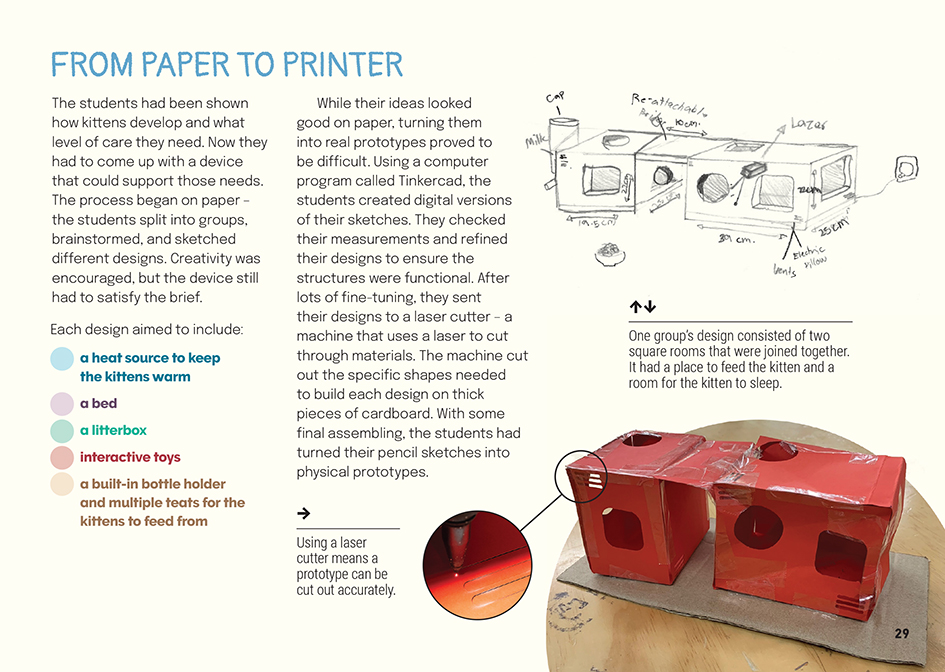 FROM PAPER TO PRINTER
The students had been shown
how kittens develop and what
level of care they need. Now they
had to come up with a device
that could support those needs.
The process began on paper –
the students split into groups,
brainstormed, and sketched
different designs. Creativity was
encouraged, but the device still
had to satisfy the brief.
Each design aimed to include:
a heat source to keep
the kittens warm
a bed
a litterbox
interactive toys
a built-in bottle holder
and multiple teats for the
kittens to feed from
While their ideas looked
good on paper, turning them
into real prototypes proved to
be difficult. Using a computer
program called Tinkercad, the
students created digital versions
of their sketches. They checked
their measurements and refined
their designs to ensure the
structures were functional. After
lots of fine-tuning, they sent
their designs to a laser cutter – a
machine that uses a laser to cut
through materials. The machine cut
out the specific shapes needed
to build each design on thick
pieces of cardboard. With some
final assembling, the students had
turned their pencil sketches into
physical prototypes.
→
Using a laser
cutter means a
prototype can be
cut out accurately.
Cap
Milk
Re-attachable
10cm.
Lazer
19.5cm
39 cm.
25cm
vents
Electric
pillow
↑↓
One group's design consisted of two
square rooms that were joined together.
It had a place to feed the kitten and a
room for the kitten to sleep.
29